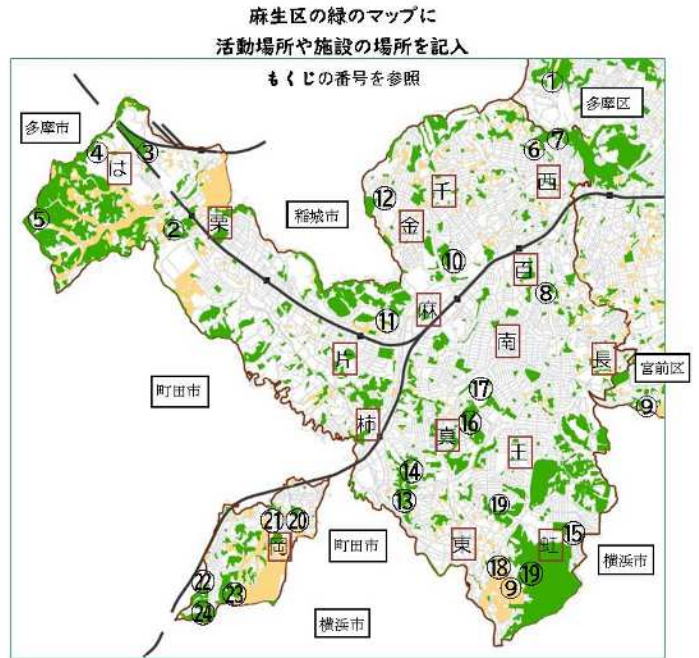 麻生区の緑のマップに
活動場所や施設の場所を記入
もくじの番号を参照
①
多摩区
多摩市
④
③
は
⑥
⑦
西
千
⑫
金
⑤
②
栗
稲城市
⑩
百
⑧
麻
⑪
南
片
長
宮前区
町田市
⑰
⑨
柿
真
⑯
王
⑭
⑬
⑲
㉑
⑳
岡
町田市
東
虹
⑮
横浜市
⑱
⑲
⑨
㉒
㉓
㉔
横浜市